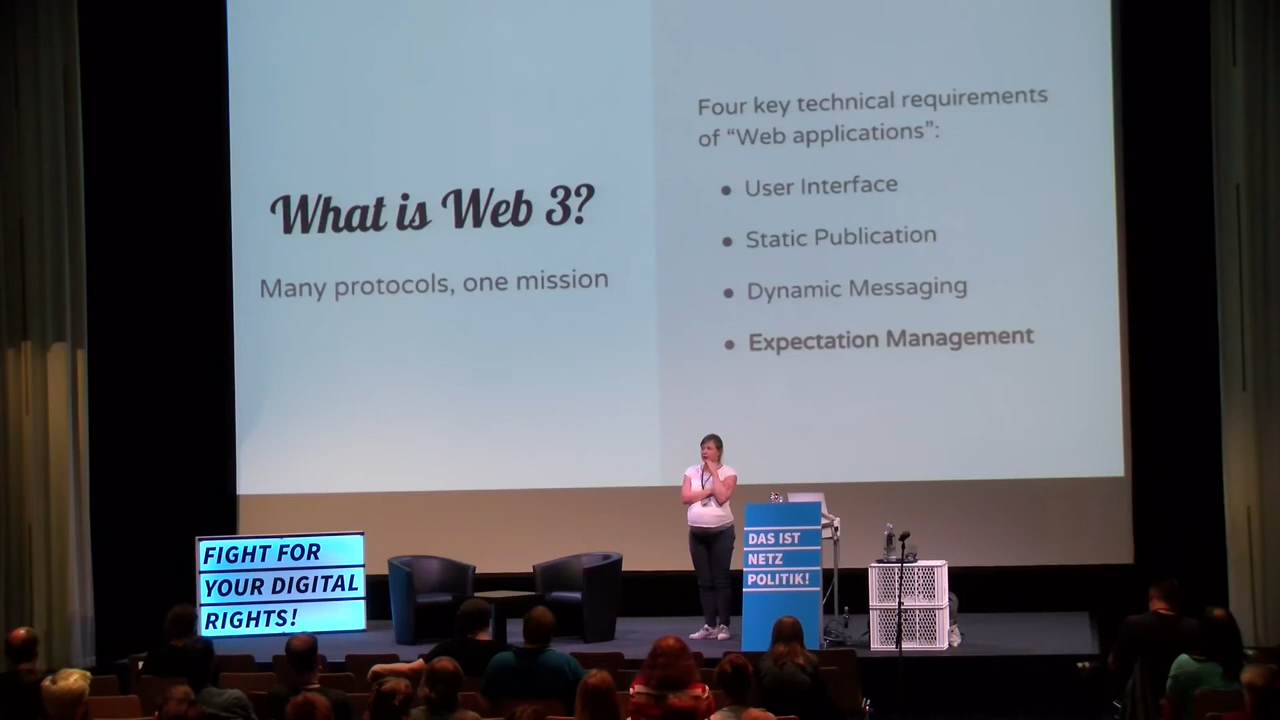 What is Web 3?
Many protocols, one mission
Four key technical requirements
of “Web applications”:
• User Interface
• Static Publication
• Dynamic Messaging
• Expectation Management
FIGHT FOR
YOUR DIGITAL
RIGHTS!
DAS IST
NETZ
POLITIK!